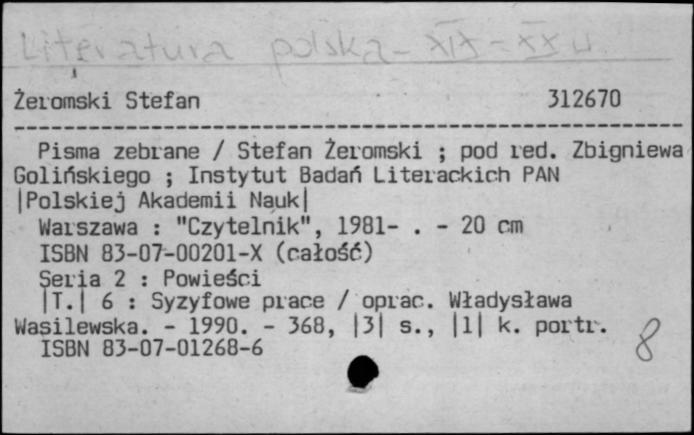 Literatura polska - XIX - XX w.
Żeromski Stefan 312670
Pisma zebrane / Stefan Żeromski ; pod red. Zbigniewa
Golińskiego ; Instytut Badań Literackich PAN
|Polskiej Akademii Nauk|
Warszawa : "Czytelnik", 1981- . - 20 cm
ISBN 83-07-00201-X (całość)
Seria 2 : Powieści
|T.| 6 : Syzyfowe prace / oprac. Władysława
Wasilewska. - 1990. - 368, |3| s., |1| k. portr.
ISBN 83-07-01268-6
8